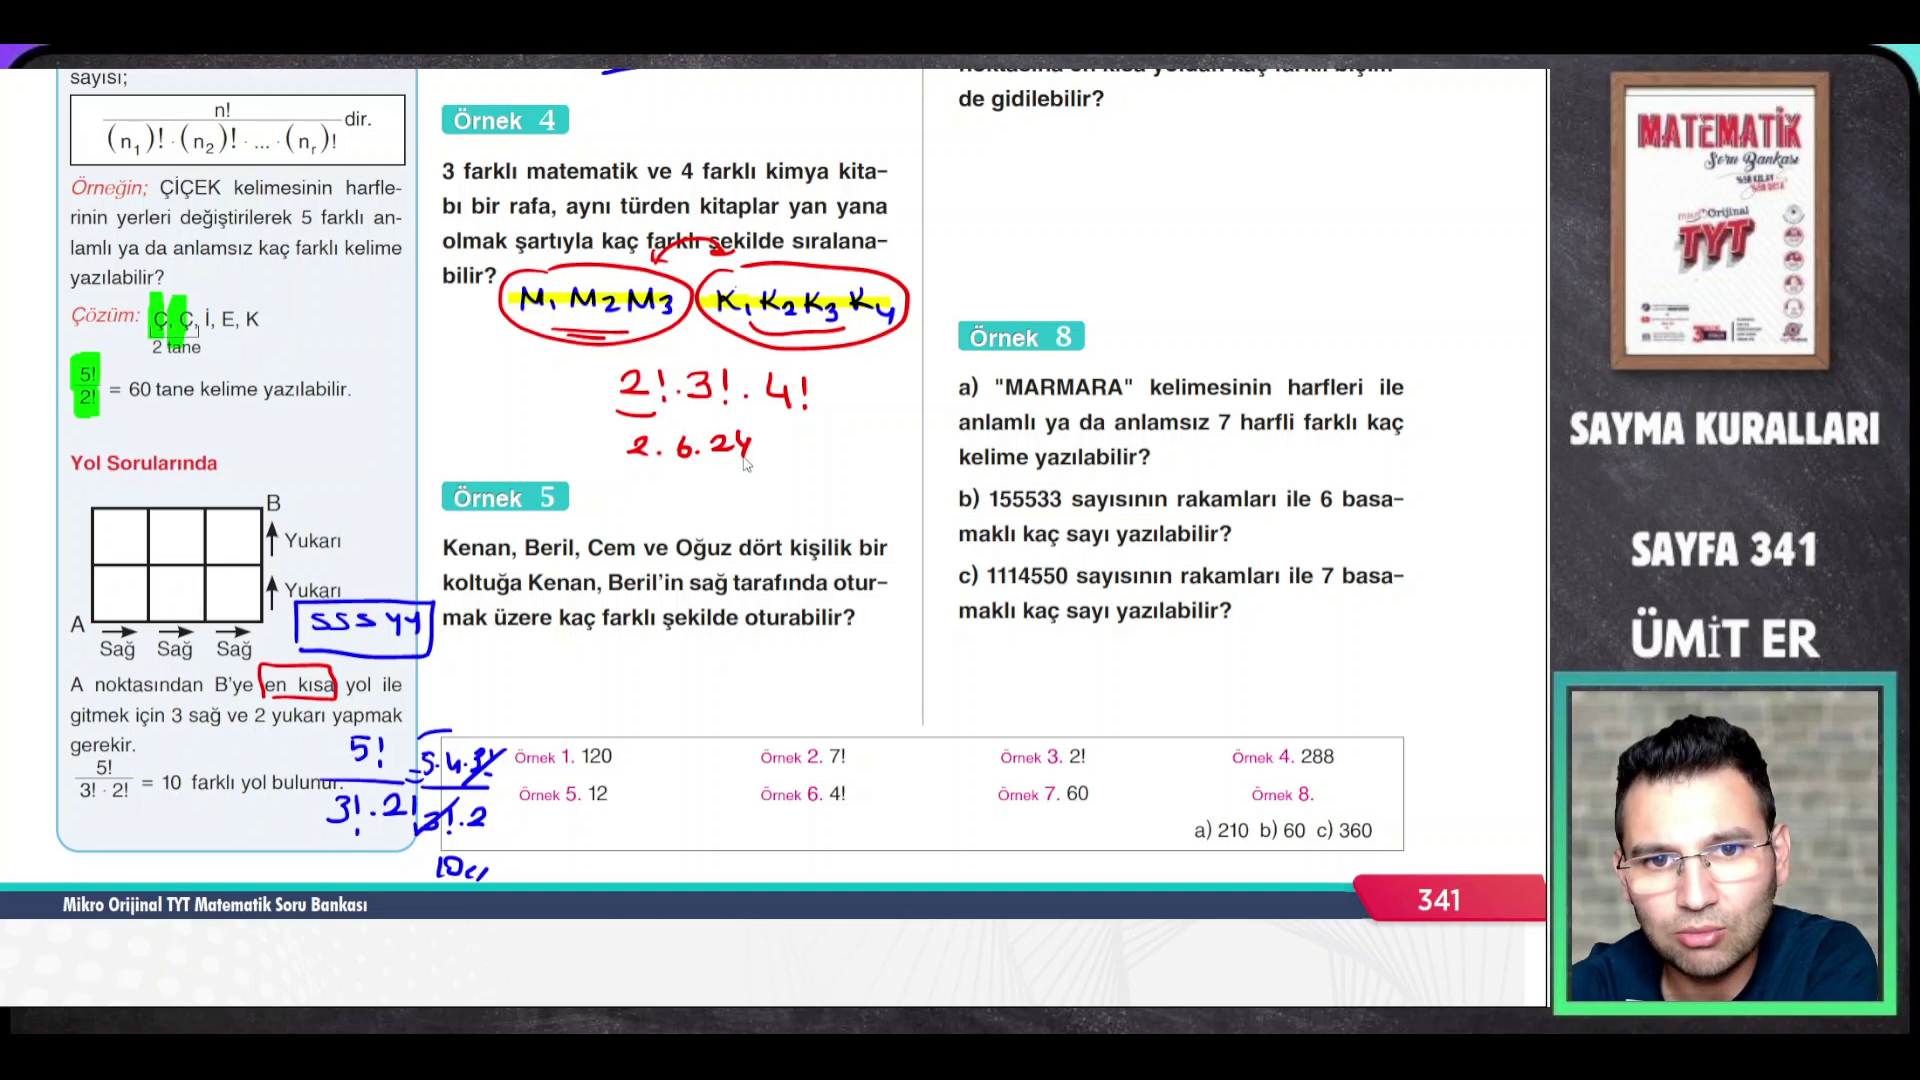 sayısı;
n!
(n1)! · (n2)! · ... · (nr)!
dir.
Örneğin; ÇİÇEK kelimesinin harfle-
rinin yerleri değiştirilerek 5 farklı an-
lamlı ya da anlamsız kaç farklı kelime
yazılabilir?
Çözüm: Ç, Ç, İ, E, K
2 tane
5!
2!
= 60 tane kelime yazılabilir.
Yol Sorularında
B
Yukarı
Yukarı
A
Sağ Sağ Sağ
SSSYY
A noktasından B'ye en kısa yol ile
gitmek için 3 sağ ve 2 yukarı yapmak
gerekir.
5!
3! · 2!
= 10 farklı yol bulunur.
5!
3!.2!
=
5.4.3!
3!.2
10
Örnek 4
3 farklı matematik ve 4 farklı kimya kita-
bı bir rafa, aynı türden kitaplar yan yana
olmak şartıyla kaç farklı şekilde sıralana-
bilir?
M1 M2 M3 K1 K2 K3 K4
2!.3!.4!
2.6.24
Örnek 5
Kenan, Beril, Cem ve Oğuz dört kişilik bir
koltuğa Kenan, Beril'in sağ tarafında otur-
mak üzere kaç farklı şekilde oturabilir?
de gidilebilir?
Örnek 8
a) "MARMARA" kelimesinin harfleri ile
anlamlı ya da anlamsız 7 harfli farklı kaç
kelime yazılabilir?
b) 155533 sayısının rakamları ile 6 basa-
maklı kaç sayı yazılabilir?
c) 1114550 sayısının rakamları ile 7 basa-
maklı kaç sayı yazılabilir?
Örnek 1. 120 Örnek 2. 7! Örnek 3. 2! Örnek 4. 288
Örnek 5. 12 Örnek 6. 4! Örnek 7. 60 Örnek 8.
a) 210 b) 60 c) 360
Mikro Orijinal TYT Matematik Soru Bankası
341
MATEMATİK
Soru Bankası
Orijinal
TYT
SAYMA KURALLARI
SAYFA 341
ÜMİT ER